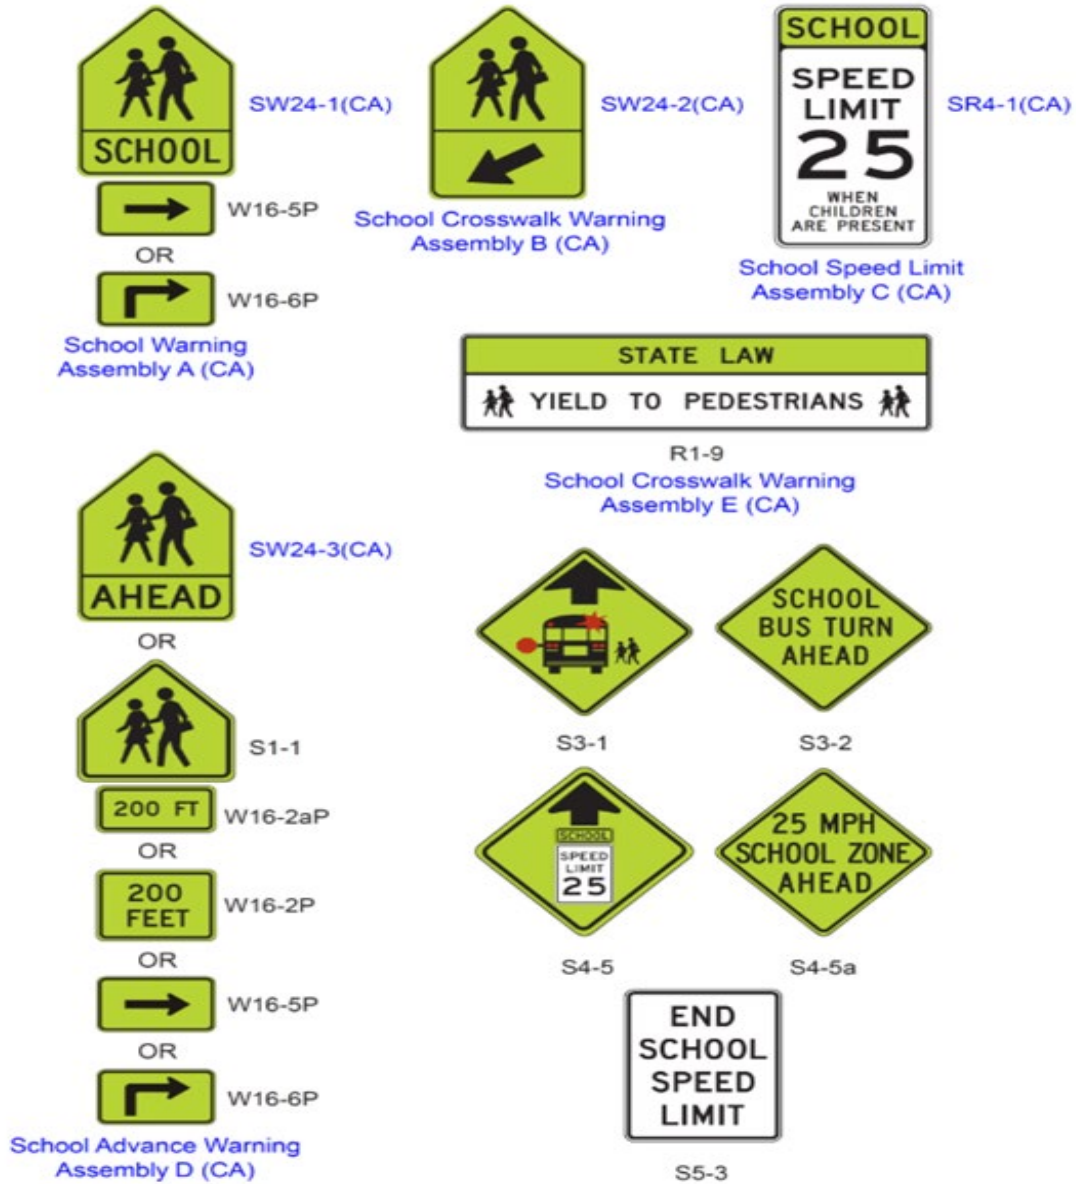 SCHOOL
SW24-1(CA)
W16-5P
OR
W16-6P
School Warning
Assembly A (CA)
SW24-2(CA)
School Crosswalk Warning
Assembly B (CA)
SCHOOL
SPEED
LIMIT
25
WHEN
CHILDREN
ARE PRESENT
SR4-1(CA)
School Speed Limit
Assembly C (CA)
STATE LAW
YIELD TO PEDESTRIANS
R1-9
School Crosswalk Warning
Assembly E (CA)
AHEAD
SW24-3(CA)
OR
S1-1
200 FT
W16-2aP
OR
200
FEET
W16-2P
OR
W16-5P
OR
W16-6P
School Advance Warning
Assembly D (CA)
S3-1
SCHOOL
BUS TURN
AHEAD
S3-2
SCHOOL
SPEED
LIMIT
25
S4-5
25 MPH
SCHOOL ZONE
AHEAD
S4-5a
END
SCHOOL
SPEED
LIMIT
S5-3